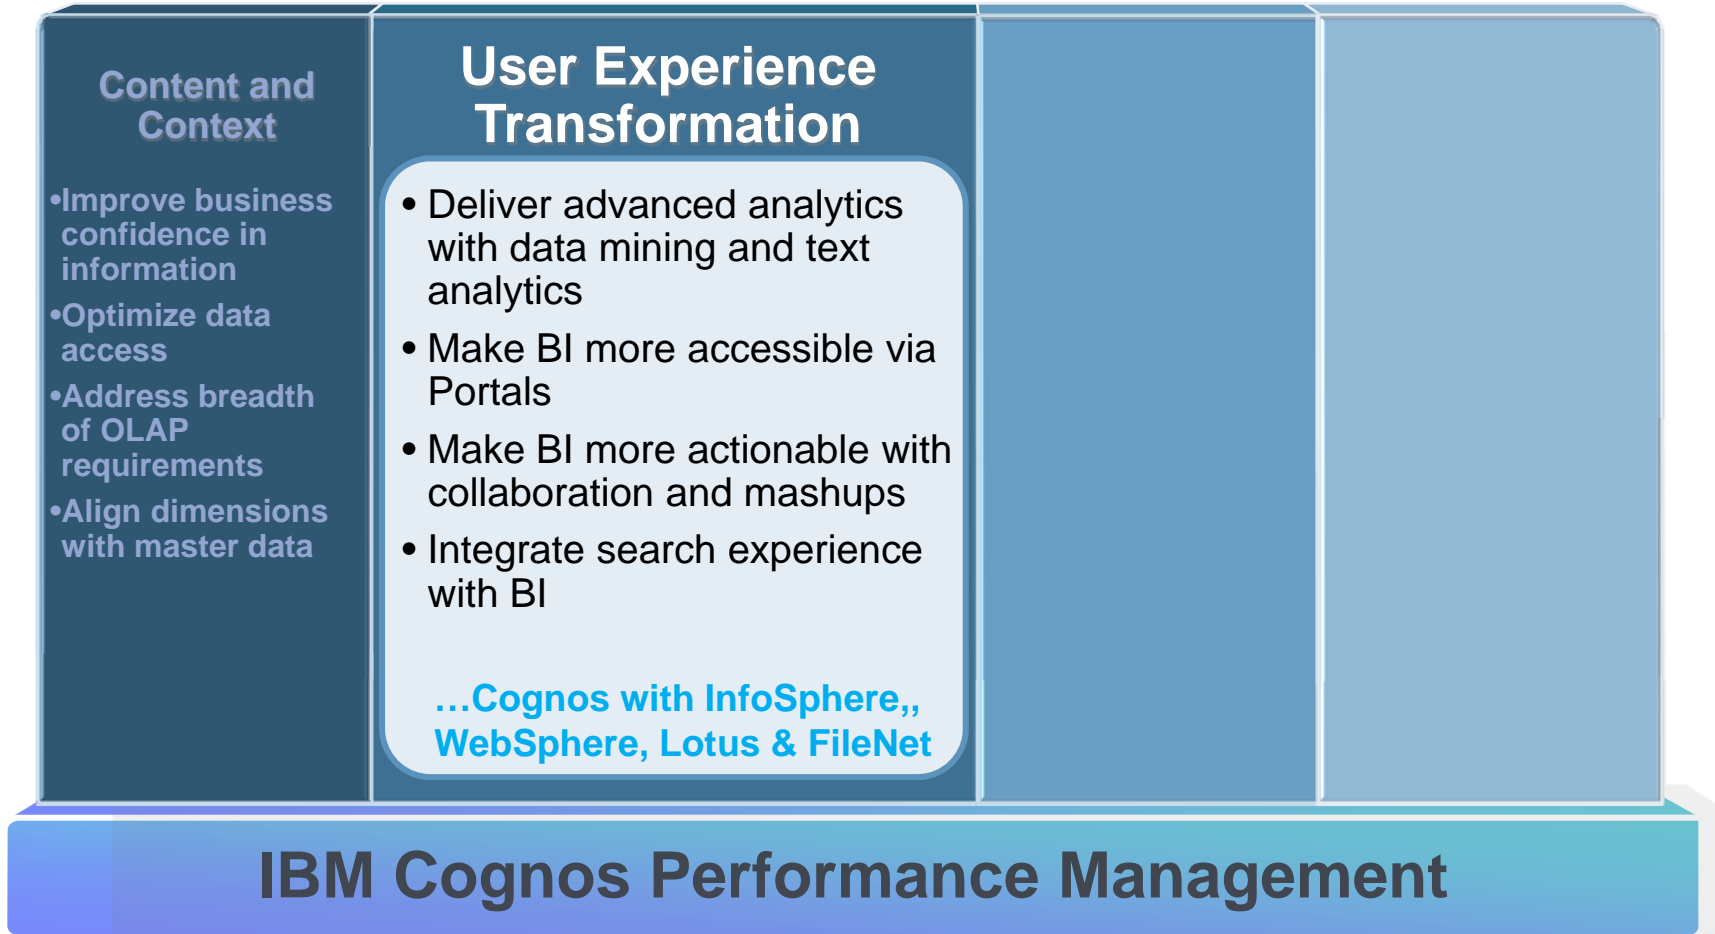 Content and
Context
•Improve business
confidence in
information
•Optimize data
access
•Address breadth
of OLAP
requirements
•Align dimensions
with master data
User Experience
Transformation
• Deliver advanced analytics
with data mining and text
analytics
• Make BI more accessible via
Portals
• Make BI more actionable with
collaboration and mashups
• Integrate search experience
with BI
…Cognos with InfoSphere,,
WebSphere, Lotus & FileNet
IBM Cognos Performance Management